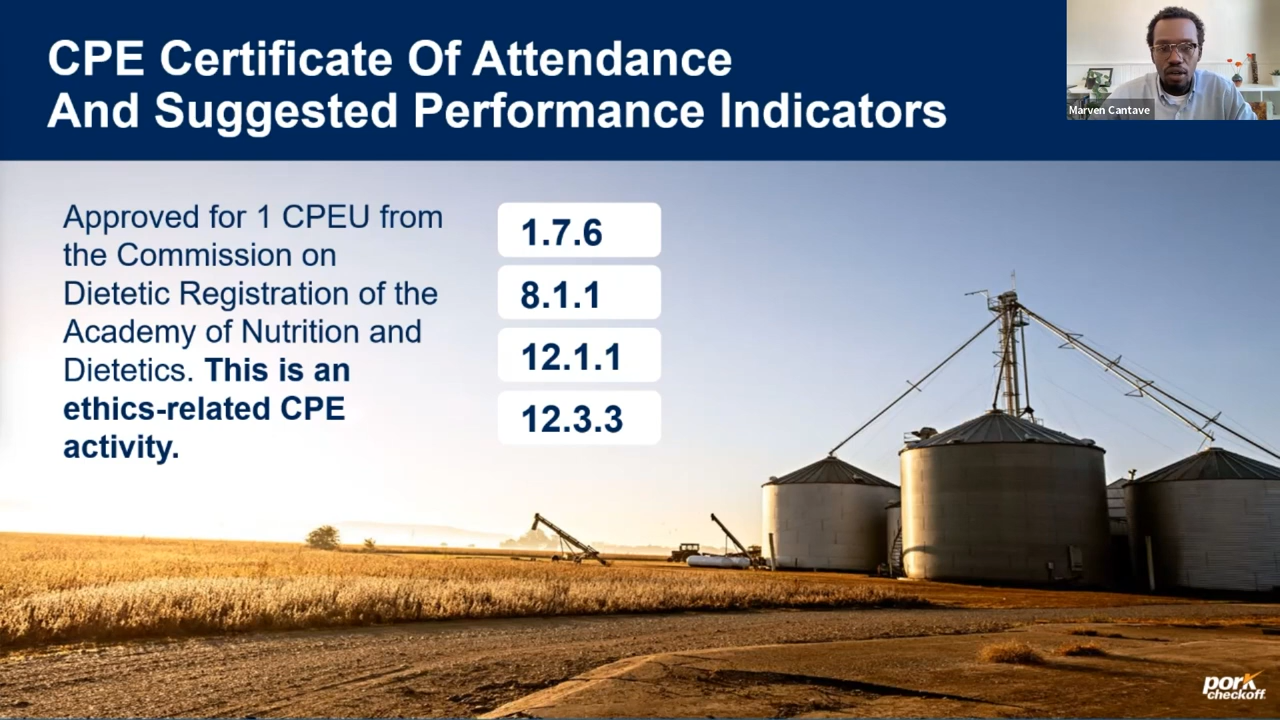 CPE Certificate Of Attendance
And Suggested Performance Indicators
Marven Cantave
Approved for 1 CPEU from
the Commission on
Dietetic Registration of the
Academy of Nutrition and
Dietetics. This is an
ethics-related CPE
activity.
1.7.6
8.1.1
12.1.1
12.3.3
pork
checkoff